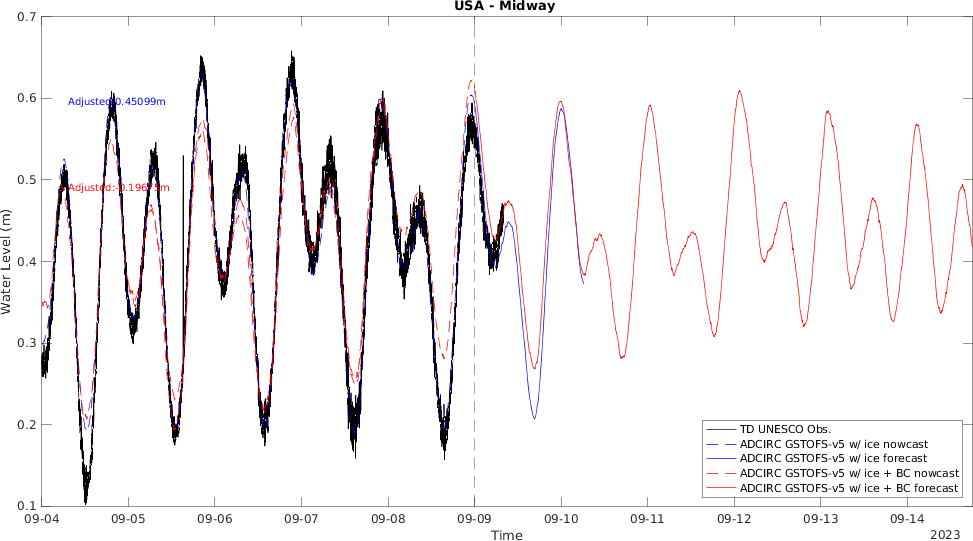 USA - Midway
0.7
0.6
0.5
0.4
0.3
0.2
0.1
Water Level (m)
Adjusted:0.45099m
Adjusted:-0.19675m
TD UNESCO Obs.
ADCIRC GSTOFS-v5 w/ ice nowcast
ADCIRC GSTOFS-v5 w/ ice forecast
ADCIRC GSTOFS-v5 w/ ice + BC nowcast
ADCIRC GSTOFS-v5 w/ ice + BC forecast
09-04 09-05 09-06 09-07 09-08 09-09 09-10 09-11 09-12 09-13 09-14
Time
2023